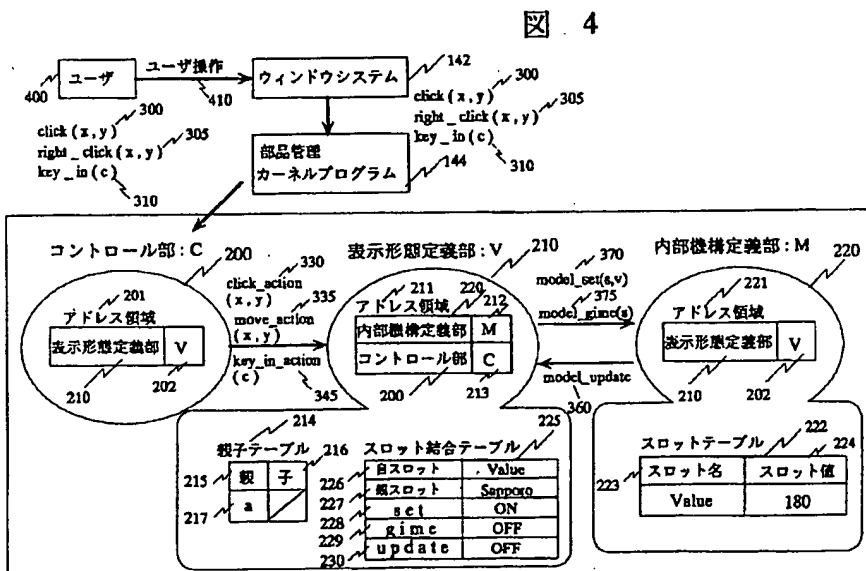 図 4
ユーザ
400
ユーザ操作
410
ウィンドウシステム
142
click(x,y)
300
right_click(x,y)
305
key_in(c)
310
click(x,y)
300
right_click(x,y)
305
key_in(c)
310
部品管理
カーネルプログラム
144
コントロール部:C
200
201
アドレス領域
表示形態定義部 V
210
202
click_action
(x,y)
330
move_action
(x,y)
335
key_in_action
(c)
345
表示形態定義部:V
210
211
220
212
アドレス領域
内部機構定義部 M
コントロール部 C
200
213
370
model_set(s,v)
375
model_gime(s)
model_update
360
内部機構定義部:M
220
221
アドレス領域
表示形態定義部 V
210
202
214
親子テーブル
216
215
親 子
217
a
225
スロット結合テーブル
226 自スロット Value
227 親スロット Sapporo
228 set ON
229 gime OFF
230 update OFF
222
スロットテーブル
224
223
スロット名 スロット値
Value 180